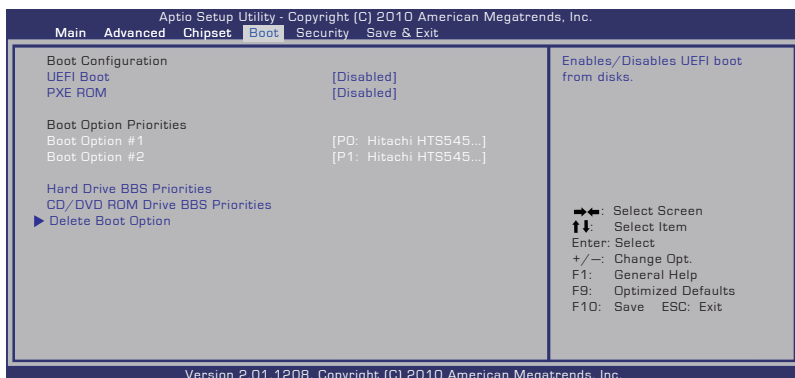 Aptio Setup Utility - Copyright (C) 2010 American Megatrends, Inc.
Main Advanced Chipset Boot Security Save & Exit
Boot Configuration
UEFI Boot [Disabled]
PXE ROM [Disabled]
Boot Option Priorities
Boot Option #1 [P0: Hitachi HTS545...]
Boot Option #2 [P1: Hitachi HTS545...]
Hard Drive BBS Priorities
CD/DVD ROM Drive BBS Priorities
Delete Boot Option
Enables/Disables UEFI boot
from disks.
→←: Select Screen
↑↓: Select Item
Enter: Select
+/—: Change Opt.
F1: General Help
F9: Optimized Defaults
F10: Save ESC: Exit
Version 2.01.1208. Copyright (C) 2010 American Megatrends, Inc.